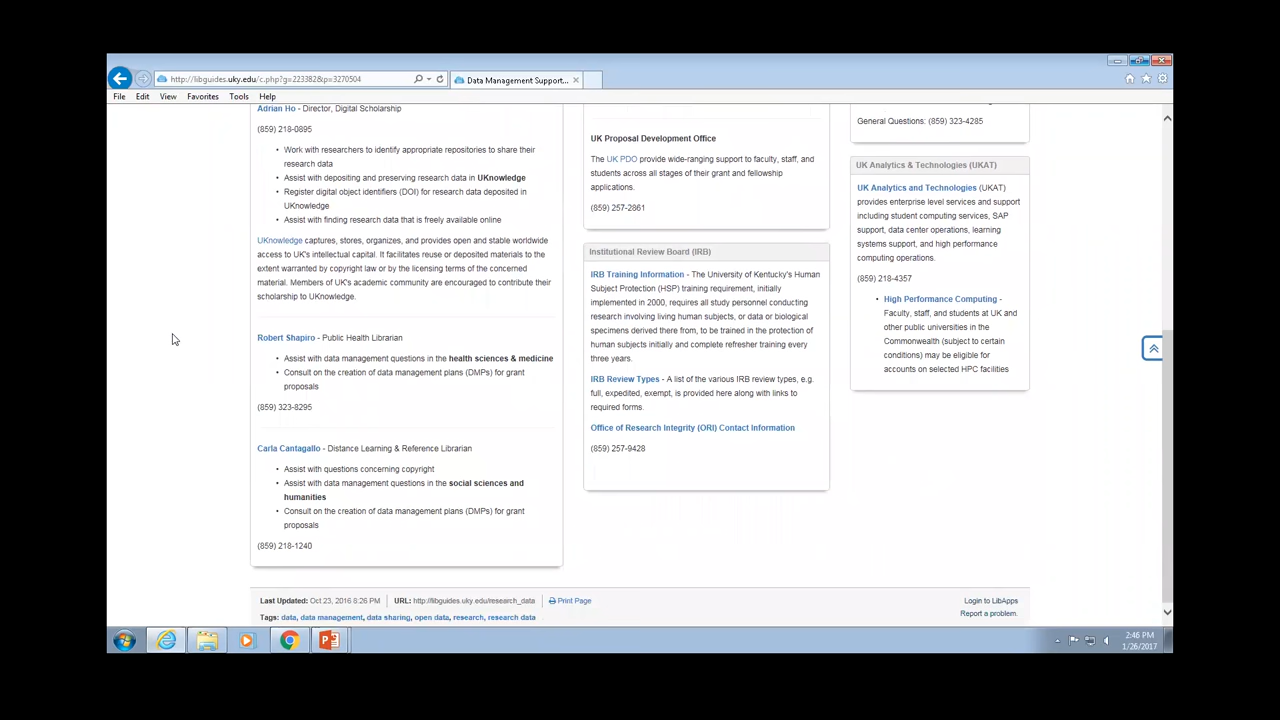 http://libguides.uky.edu/c.php?g=223382&p=3270504
Data Management Support...
File Edit View Favorites Tools Help
Adrian Ho - Director, Digital Scholarship
(859) 218-0895
• Work with researchers to identify appropriate repositories to share their
research data
• Assist with depositing and preserving research data in UKnowledge
• Register digital object identifiers (DOI) for research data deposited in
UKnowledge
• Assist with finding research data that is freely available online
UKnowledge captures, stores, organizes, and provides open and stable worldwide
access to UK's intellectual capital. It facilitates reuse or deposited materials to the
extent warranted by copyright law or by the licensing terms of the concerned
material. Members of UK's academic community are encouraged to contribute their
scholarship to UKnowledge.
Robert Shapiro - Public Health Librarian
• Assist with data management questions in the health sciences & medicine
• Consult on the creation of data management plans (DMPs) for grant
proposals
(859) 323-8295
Carla Cantagallo - Distance Learning & Reference Librarian
• Assist with questions concerning copyright
• Assist with data management questions in the social sciences and
humanities
• Consult on the creation of data management plans (DMPs) for grant
proposals
(859) 218-1240
UK Proposal Development Office
The UK PDO provide wide-ranging support to faculty, staff, and
students across all stages of their grant and fellowship
applications.
(859) 257-2861
Institutional Review Board (IRB)
IRB Training Information - The University of Kentucky's Human
Subject Protection (HSP) training requirement, initially
implemented in 2000, requires all study personnel conducting
research involving living human subjects, or data or biological
specimens derived there from, to be trained in the protection of
human subjects initially and complete refresher training every
three years.
IRB Review Types - A list of the various IRB review types, e.g.
full, expedited, exempt, is provided here along with links to
required forms.
Office of Research Integrity (ORI) Contact Information
(859) 257-9428
General Questions: (859) 323-4285
UK Analytics & Technologies (UKAT)
UK Analytics and Technologies (UKAT)
provides enterprise level services and support
including student computing services, SAP
support, data center operations, learning
systems support, and high performance
computing operations.
(859) 218-4357
• High Performance Computing -
Faculty, staff, and students at UK and
other public universities in the
Commonwealth (subject to certain
conditions) may be eligible for
accounts on selected HPC facilities
Last Updated: Oct 23, 2016 8:26 PM URL: http://libguides.uky.edu/research_data Print Page
Login to LibApps
Report a problem.
Tags: data, data management, data sharing, open data, research, research data
2:46 PM
1/26/2017